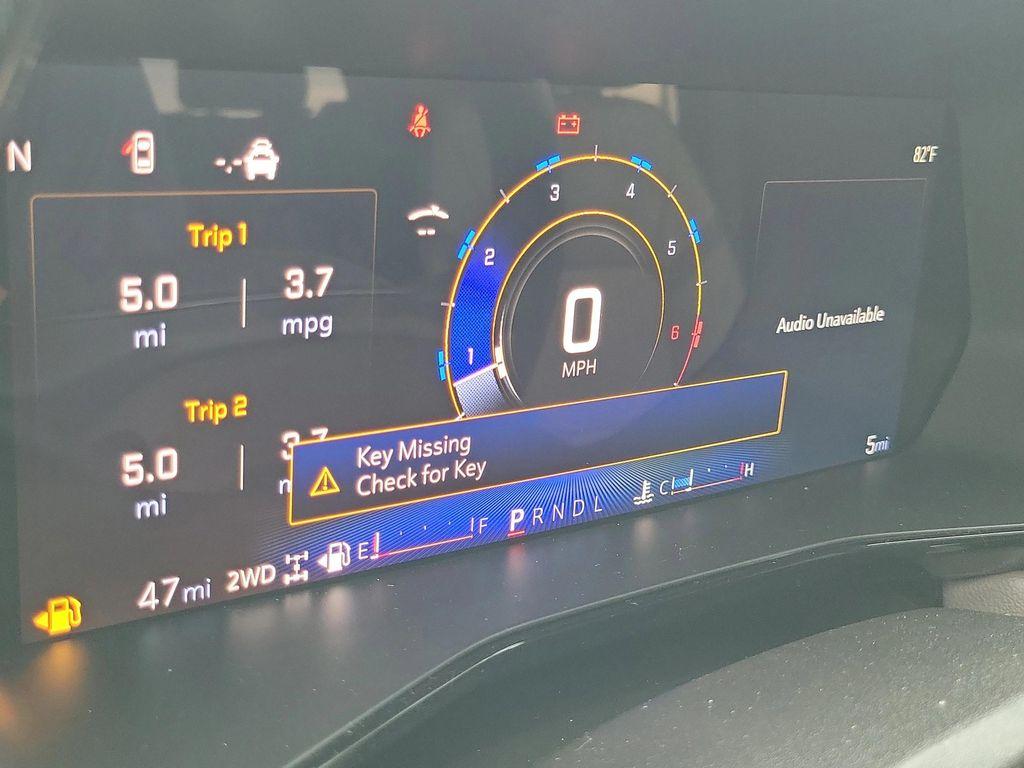 N
82°F
Trip 1
5.0
mi
3.7
mpg
3
4
2
5
1
6
0
MPH
Audio Unavailable
Trip 2
5.0
mi
Key Missing
Check for Key
5mi
47mi
2WD
E
F
PRNDL
C
H